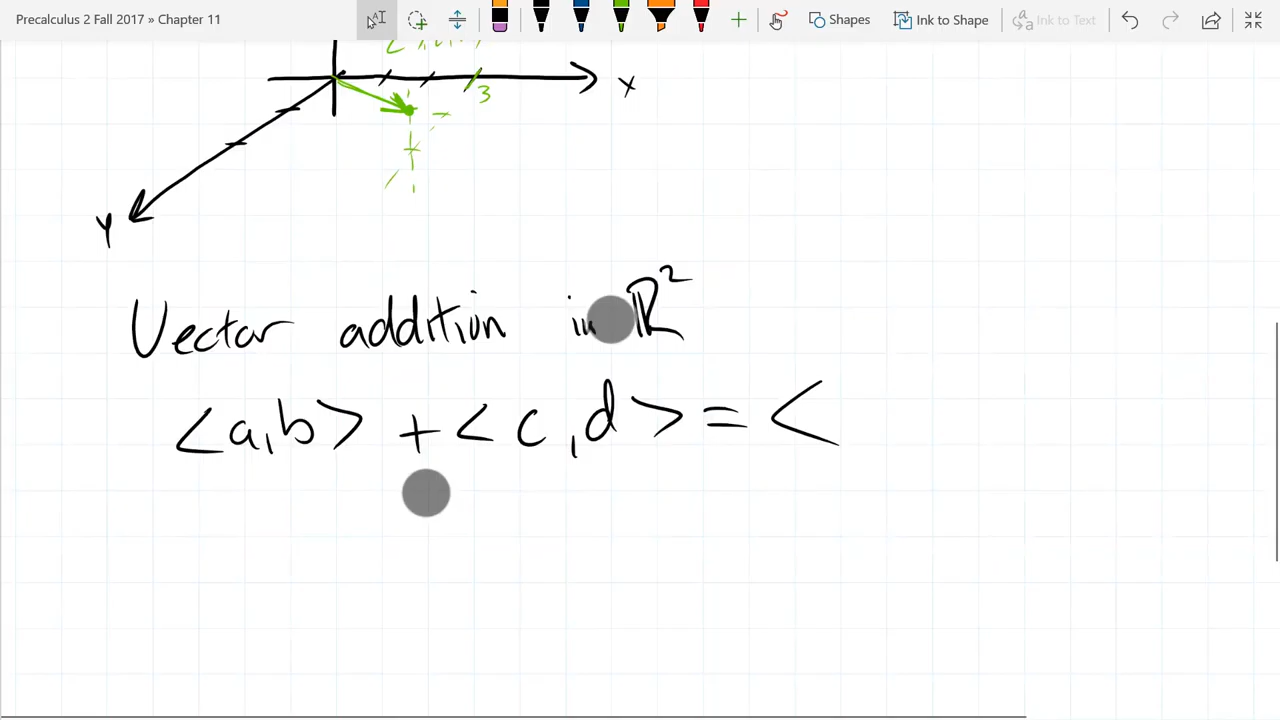 Precalculus 2 Fall 2017 » Chapter 11
Shapes
Ink to Shape
Ink to Text
x
3
y
Vector addition in ℝ²
<a,b> + <c,d> = <